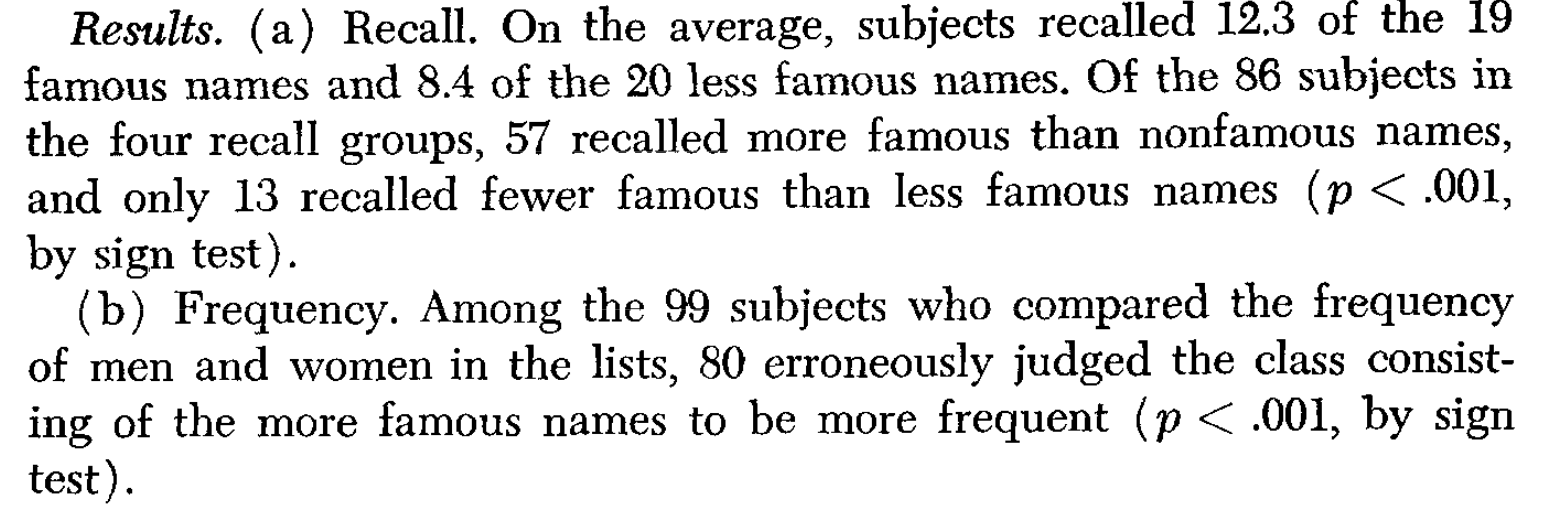 Results. (a) Recall. On the average, subjects recalled 12.3 of the 19
famous names and 8.4 of the 20 less famous names. Of the 86 subjects in
the four recall groups, 57 recalled more famous than nonfamous names,
and only 13 recalled fewer famous than less famous names (p < .001,
by sign test).
(b) Frequency. Among the 99 subjects who compared the frequency
of men and women in the lists, 80 erroneously judged the class consist-
ing of the more famous names to be more frequent (p < .001, by sign
test).